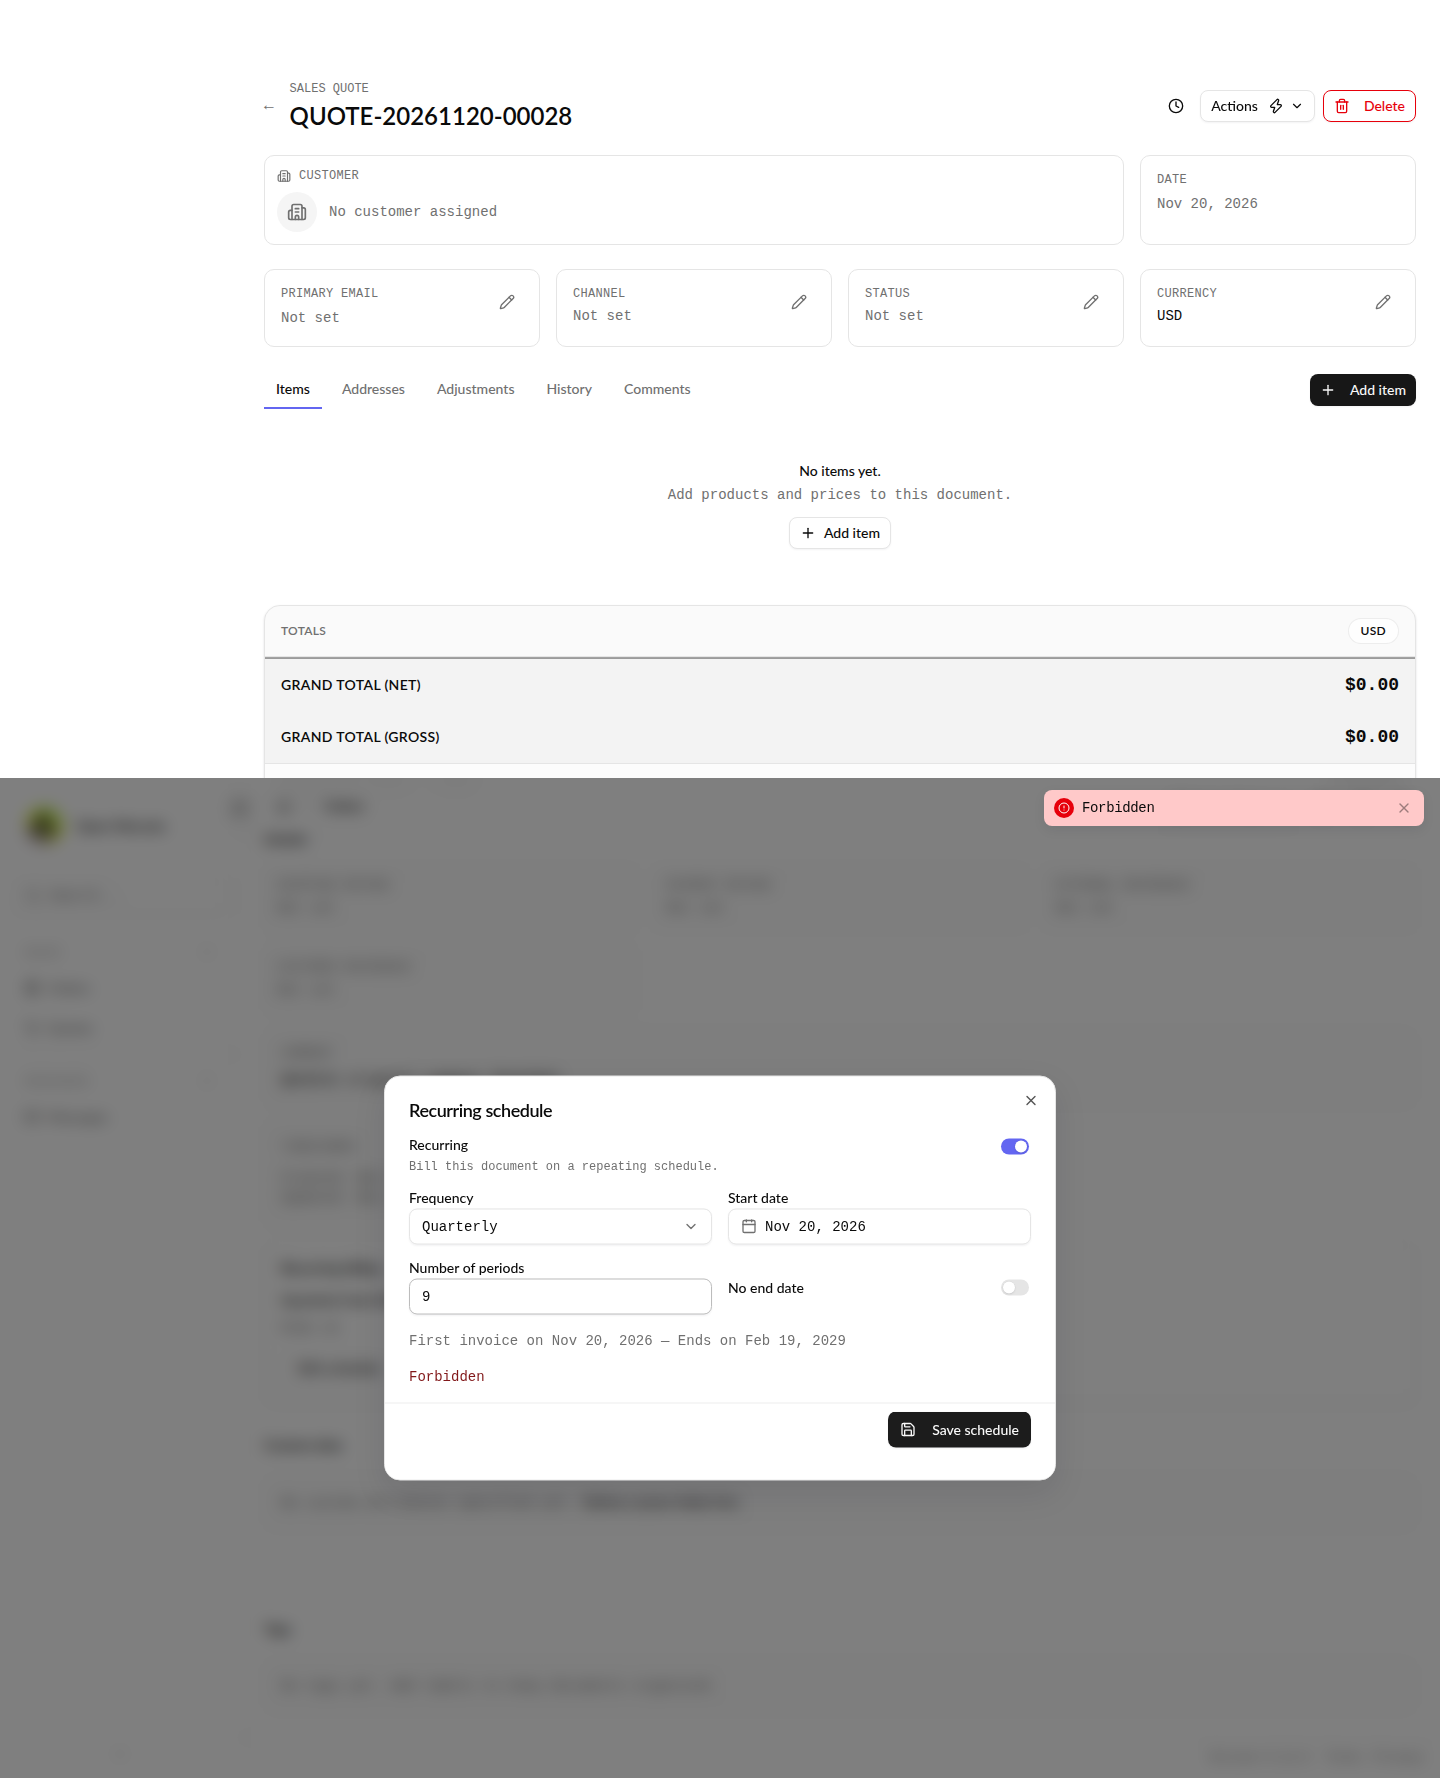 SALES QUOTE
←
QUOTE-20261120-00028
Actions
Delete
CUSTOMER
No customer assigned
DATE
Nov 20, 2026
PRIMARY EMAIL
Not set
CHANNEL
Not set
STATUS
Not set
CURRENCY
USD
Items
Addresses
Adjustments
History
Comments
Add item
No items yet.
Add products and prices to this document.
Add item
TOTALS
USD
GRAND TOTAL (NET)
$0.00
GRAND TOTAL (GROSS)
$0.00
Forbidden
Recurring schedule
Recurring
Bill this document on a repeating schedule.
Frequency
Start date
Quarterly
Nov 20, 2026
Number of periods
No end date
9
First invoice on Nov 20, 2026 — Ends on Feb 19, 2029
Forbidden
Save schedule